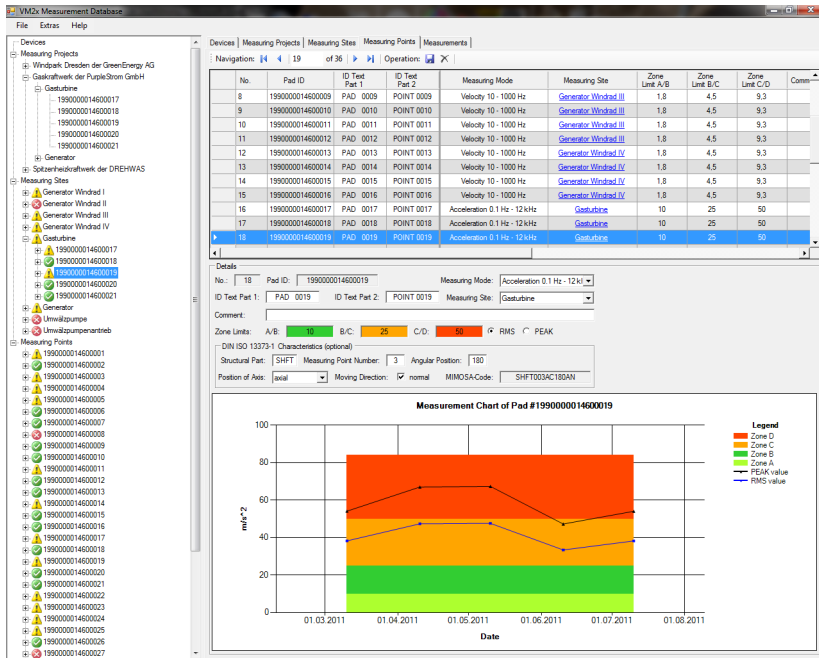 VM2x Measurement Database
File Extras Help
Devices
Measuring Projects
Windpark Dresden der GreenEnergy AG
Gaskraftwerk der PurpleStrom GmbH
Gasturbine
1990000014600017
1990000014600018
1990000014600019
1990000014600020
1990000014600021
Generator
Spitzenheizkraftwerk der DREHWAS
Measuring Sites
Generator Windrad I
Generator Windrad II
Generator Windrad III
Generator Windrad IV
Gasturbine
1990000014600017
1990000014600018
1990000014600019
1990000014600020
1990000014600021
Generator
Umwälzpumpe
Umwälzpumpenantrieb
Measuring Points
1990000014600001
1990000014600002
1990000014600003
1990000014600004
1990000014600005
1990000014600006
1990000014600007
1990000014600008
1990000014600009
1990000014600010
1990000014600011
1990000014600012
1990000014600013
1990000014600014
1990000014600015
1990000014600016
1990000014600017
1990000014600018
1990000014600019
1990000014600020
1990000014600021
1990000014600022
1990000014600023
1990000014600024
1990000014600025
1990000014600026
1990000014600027
Devices Measuring Projects Measuring Sites Measuring Points Measurements
Navigation: 19 of 36 Operation:
No. Pad ID ID Text Part 1 ID Text Part 2 Measuring Mode Measuring Site Zone Limit A/B Zone Limit B/C Zone Limit C/D Comm
8 1990000014600009 PAD 0009 POINT 0009 Velocity 10 - 1000 Hz Generator Windrad III 1,8 4,5 9,3
9 1990000014600010 PAD 0010 POINT 0010 Velocity 10 - 1000 Hz Generator Windrad III 1,8 4,5 9,3
10 1990000014600011 PAD 0011 POINT 0011 Velocity 10 - 1000 Hz Generator Windrad III 1,8 4,5 9,3
11 1990000014600012 PAD 0012 POINT 0012 Velocity 10 - 1000 Hz Generator Windrad III 1,8 4,5 9,3
12 1990000014600013 PAD 0013 POINT 0013 Velocity 10 - 1000 Hz Generator Windrad IV 1,8 4,5 9,3
13 1990000014600014 PAD 0014 POINT 0014 Velocity 10 - 1000 Hz Generator Windrad IV 1,8 4,5 9,3
14 1990000014600015 PAD 0015 POINT 0015 Velocity 10 - 1000 Hz Generator Windrad IV 1,8 4,5 9,3
15 1990000014600016 PAD 0016 POINT 0016 Velocity 10 - 1000 Hz Generator Windrad IV 1,8 4,5 9,3
16 1990000014600017 PAD 0017 POINT 0017 Acceleration 0.1 Hz - 12 kHz Gasturbine 10 25 50
17 1990000014600018 PAD 0018 POINT 0018 Acceleration 0.1 Hz - 12 kHz Gasturbine 10 25 50
18 1990000014600019 PAD 0019 POINT 0019 Acceleration 0.1 Hz - 12 kHz Gasturbine 10 25 50
Details
No.: 18 Pad ID: 1990000014600019 Measuring Mode: Acceleration 0.1 Hz - 12 kl
ID Text Part 1: PAD 0019 ID Text Part 2: POINT 0019 Measuring Site: Gasturbine
Comment:
Zone Limits: A/B: 10 B/C: 25 C/D: 50 RMS PEAK
DIN ISO 13373-1 Characteristics (optional)
Structural Part: SHFT Measuring Point Number: 3 Angular Position: 180
Position of Axis: axial Moving Direction: normal MIMOSA-Code: SHFT003AC180AN
Measurement Chart of Pad #1990000014600019
Legend
Zone D
Zone C
Zone B
Zone A
PEAK value
RMS value
100
80
60
40
20
0
m/s^2
01.03.2011 01.04.2011 01.05.2011 01.06.2011 01.07.2011 01.08.2011
Date